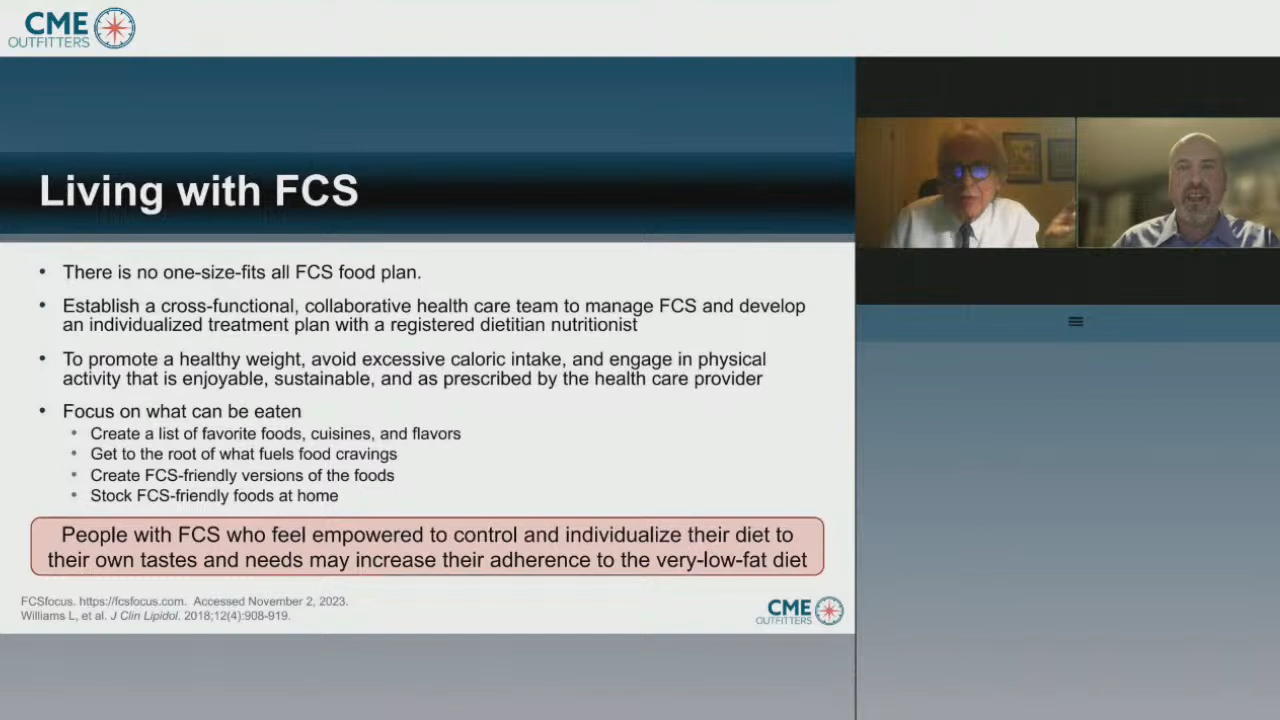 CME
OUTFITTERS
Living with FCS
• There is no one-size-fits all FCS food plan.
• Establish a cross-functional, collaborative health care team to manage FCS and develop
an individualized treatment plan with a registered dietitian nutritionist
• To promote a healthy weight, avoid excessive caloric intake, and engage in physical
activity that is enjoyable, sustainable, and as prescribed by the health care provider
• Focus on what can be eaten
• Create a list of favorite foods, cuisines, and flavors
• Get to the root of what fuels food cravings
• Create FCS-friendly versions of the foods
• Stock FCS-friendly foods at home
People with FCS who feel empowered to control and individualize their diet to
their own tastes and needs may increase their adherence to the very-low-fat diet
FCSfocus. https://fcsfocus.com. Accessed November 2, 2023.
Williams L, et al. J Clin Lipidol. 2018;12(4):908-919.
CME
OUTFITTERS